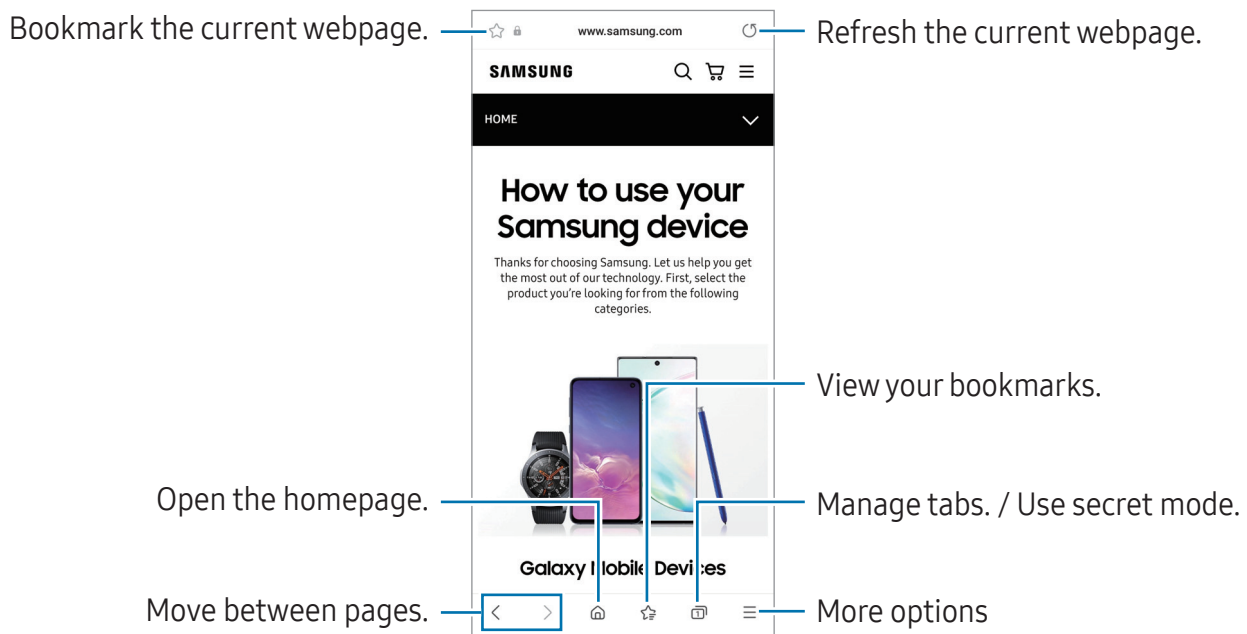 Bookmark the current webpage.
www.samsung.com
Refresh the current webpage.
SAMSUNG
HOME
How to use your
Samsung device
Thanks for choosing Samsung. Let us help you get
the most out of our technology. First, select the
product you're looking for from the following
categories.
View your bookmarks.
Open the homepage.
Manage tabs. / Use secret mode.
Galaxy Mobile Devices
Move between pages.
1
More options